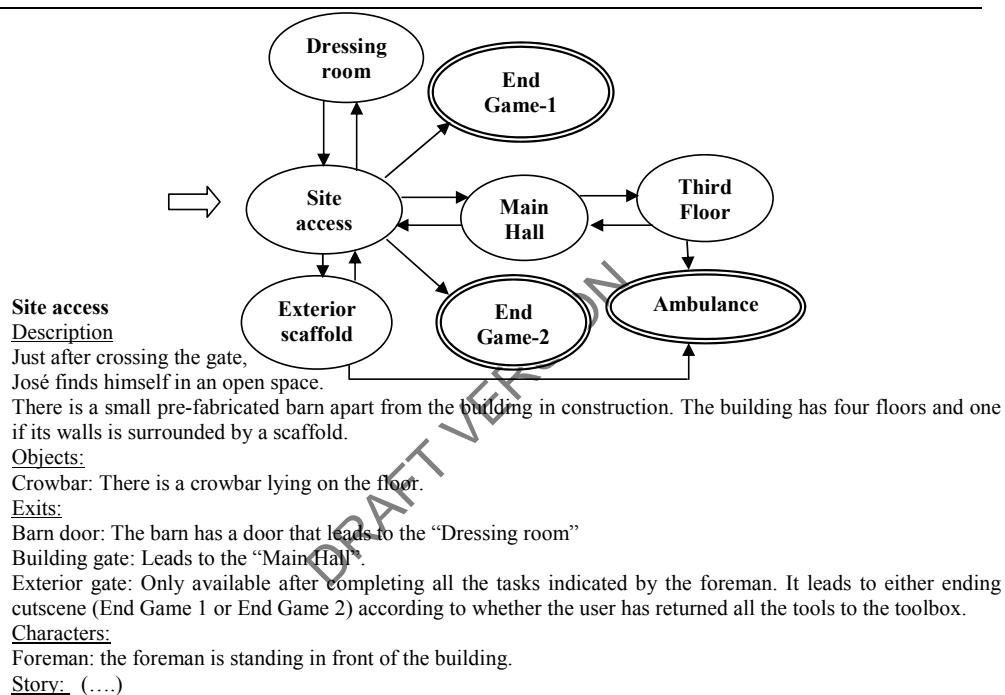 Dressing
room
End
Game-1
Site
access
Main
Hall
Third
Floor
Exterior
scaffold
End
Game-2
Ambulance
DRAFT VERSION
Site access
Description
Just after crossing the gate,
José finds himself in an open space.
There is a small pre-fabricated barn apart from the building in construction. The building has four floors and one
if its walls is surrounded by a scaffold.
Objects:
Crowbar: There is a crowbar lying on the floor.
Exits:
Barn door: The barn has a door that leads to the “Dressing room”
Building gate: Leads to the “Main Hall”.
Exterior gate: Only available after completing all the tasks indicated by the foreman. It leads to either ending
cutscene (End Game 1 or End Game 2) according to whether the user has returned all the tools to the toolbox.
Characters:
Foreman: the foreman is standing in front of the building.
Story: (….)